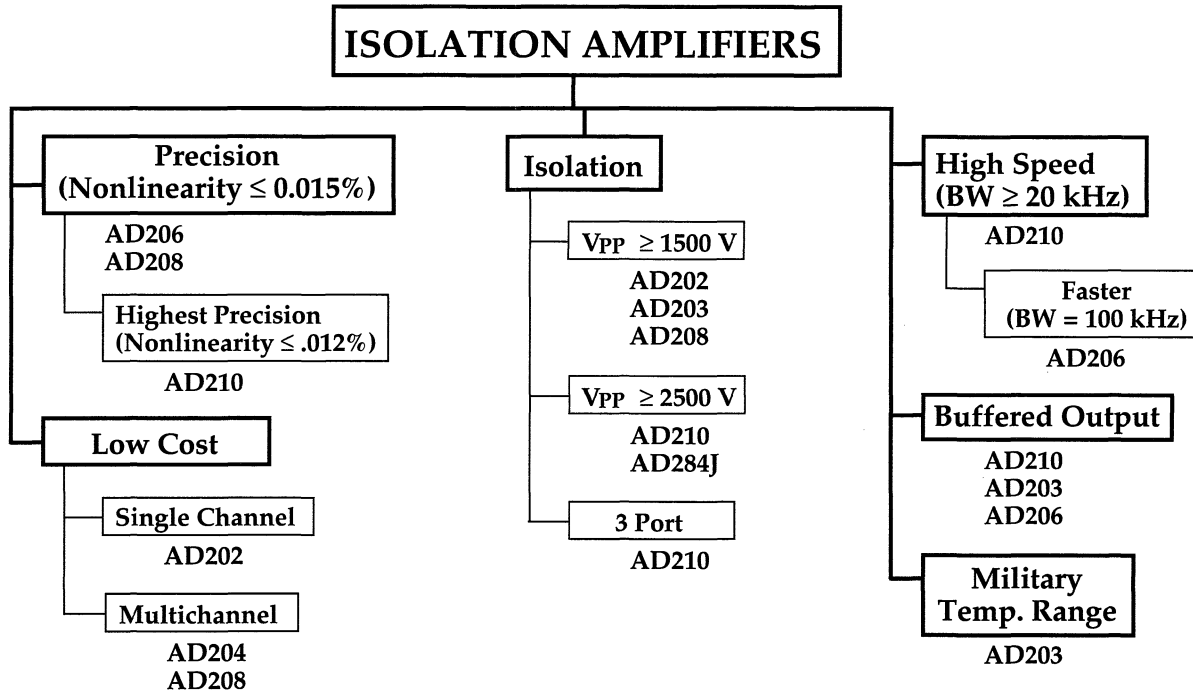 ISOLATION AMPLIFIERS
Precision
(Nonlinearity ≤ 0.015%)
AD206
AD208
Highest Precision
(Nonlinearity ≤ .012%)
AD210
Low Cost
Single Channel
AD202
Multichannel
AD204
AD208
Isolation
VPP ≥ 1500 V
AD202
AD203
AD208
VPP ≥ 2500 V
AD210
AD284J
3 Port
AD210
High Speed
(BW ≥ 20 kHz)
AD210
Faster
(BW = 100 kHz)
AD206
Buffered Output
AD210
AD203
AD206
Military
Temp. Range
AD203